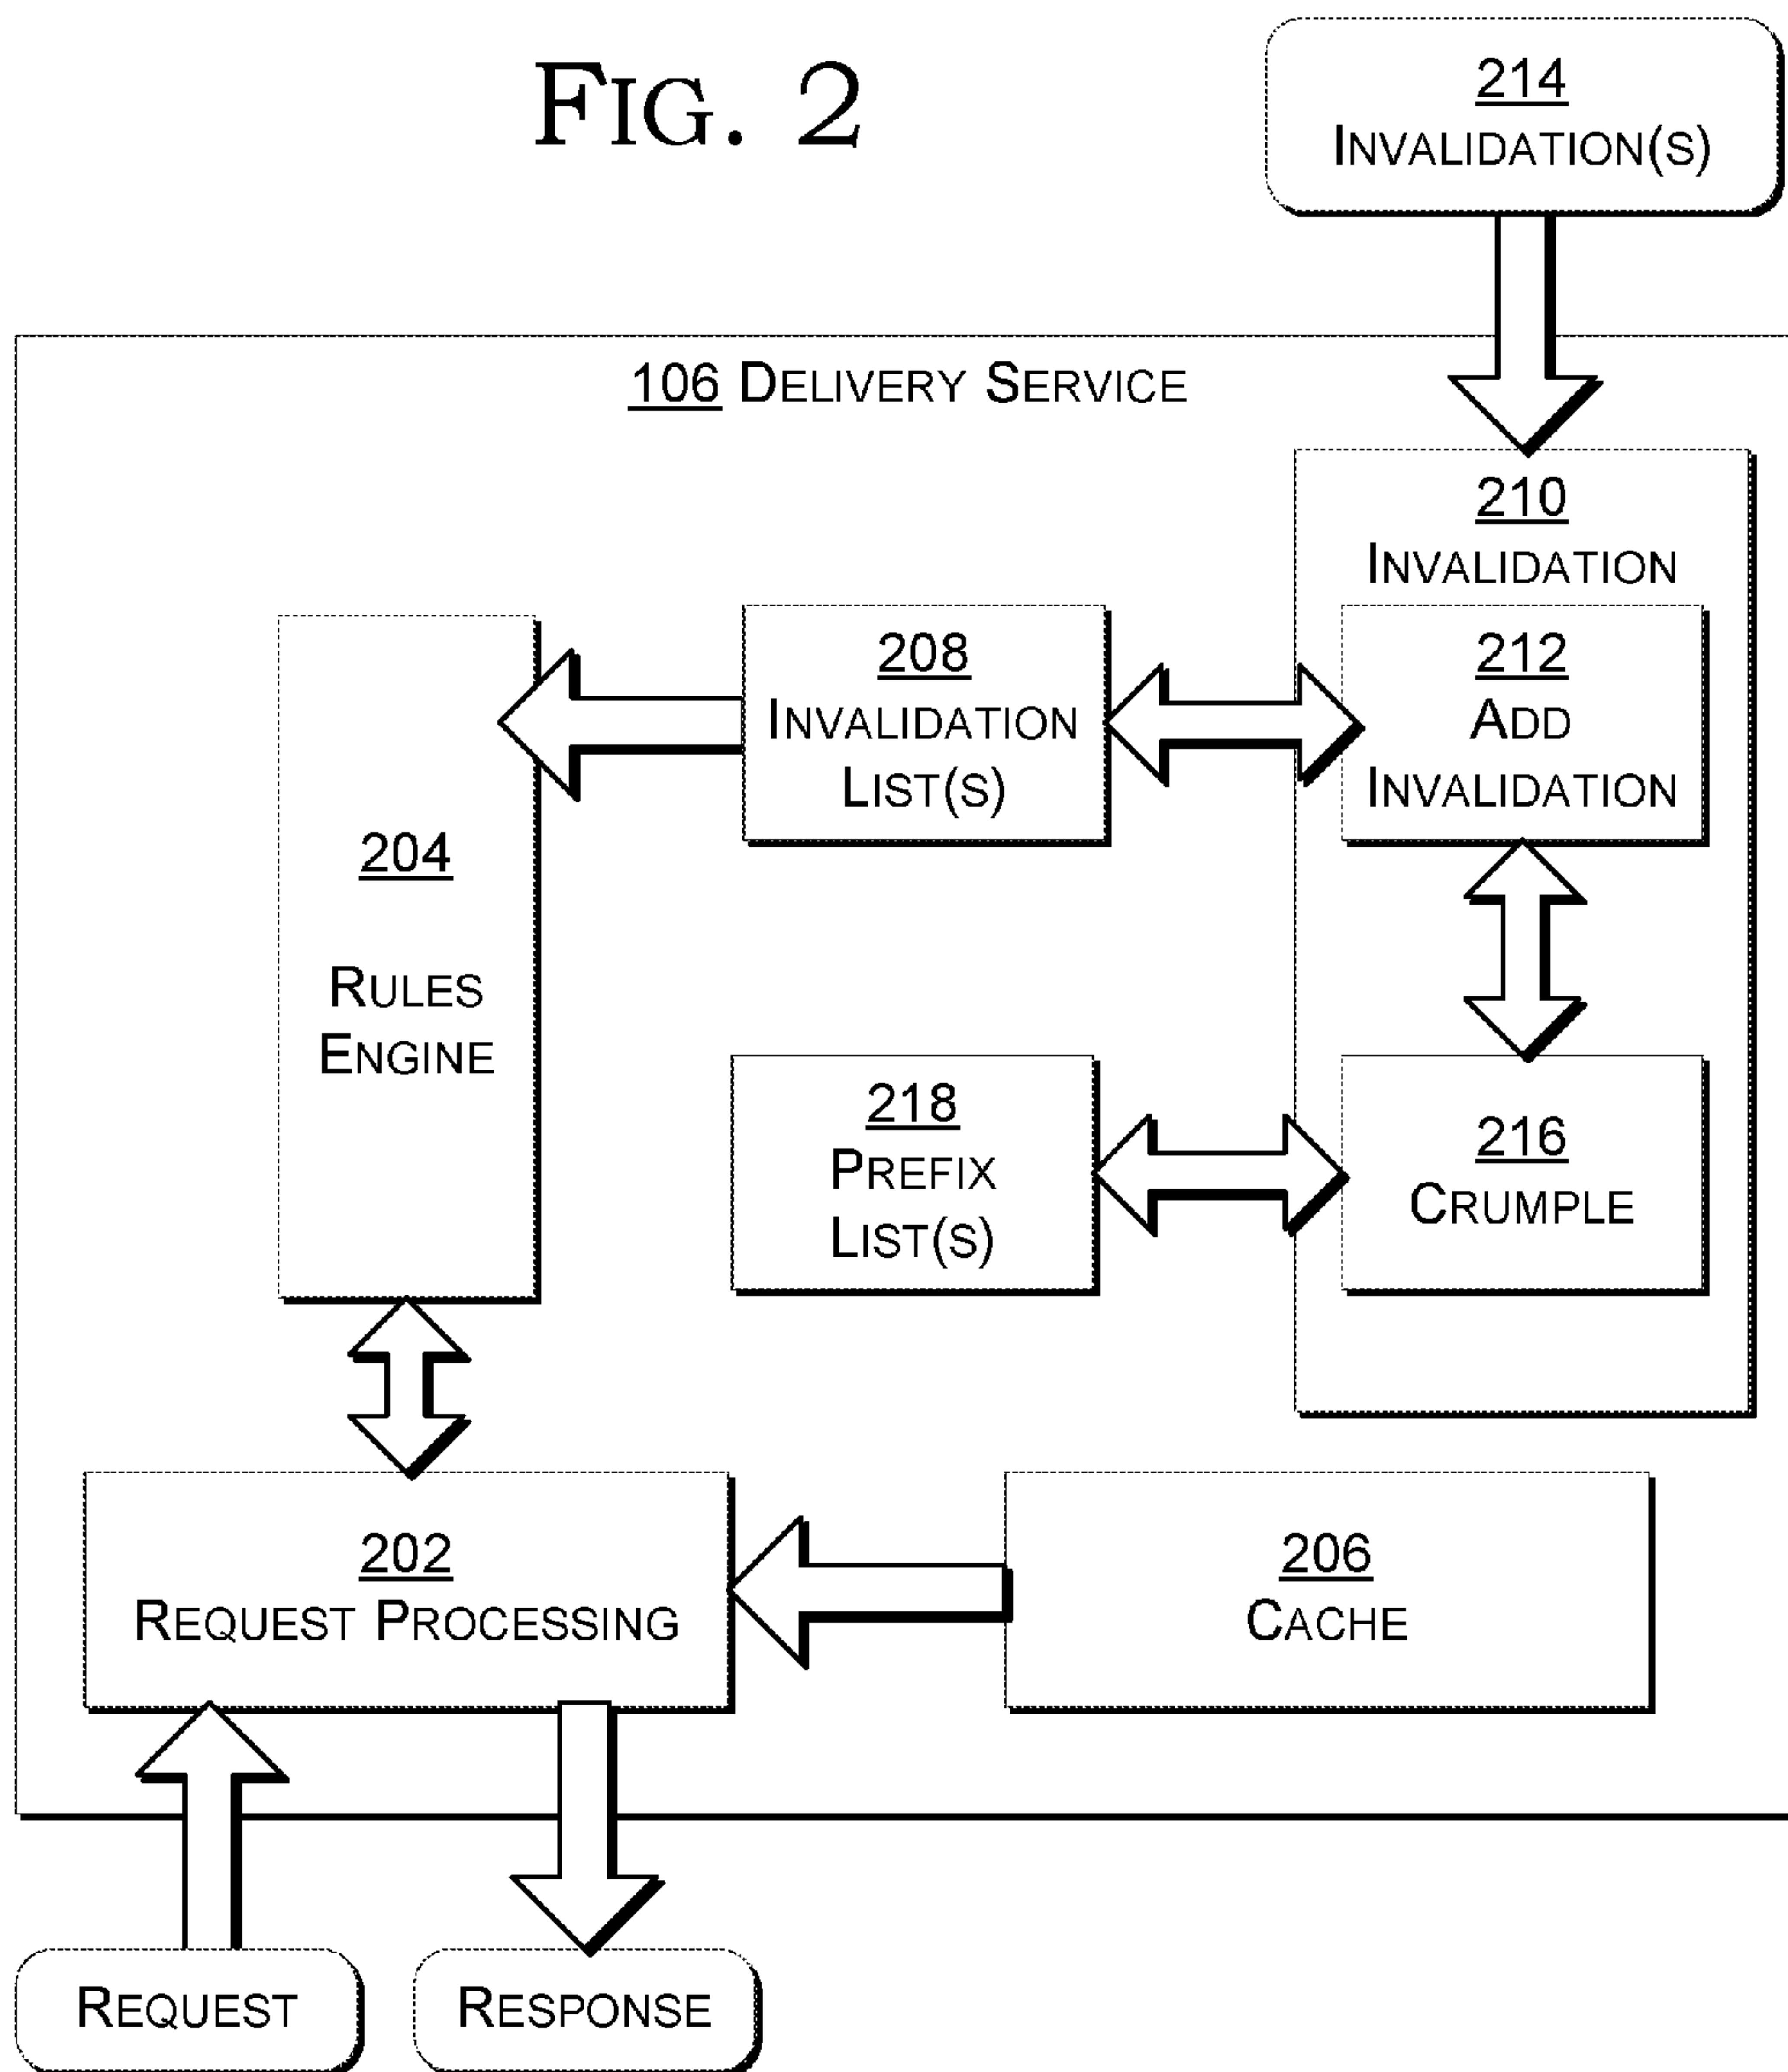 FIG. 2
214
INVALIDATION(S)
106 DELIVERY SERVICE
210
INVALIDATION
208
INVALIDATION
LIST(S)
212
ADD
INVALIDATION
204
RULES
ENGINE
218
PREFIX
LIST(S)
216
CRUMPLE
202
REQUEST PROCESSING
206
CACHE
REQUEST
RESPONSE